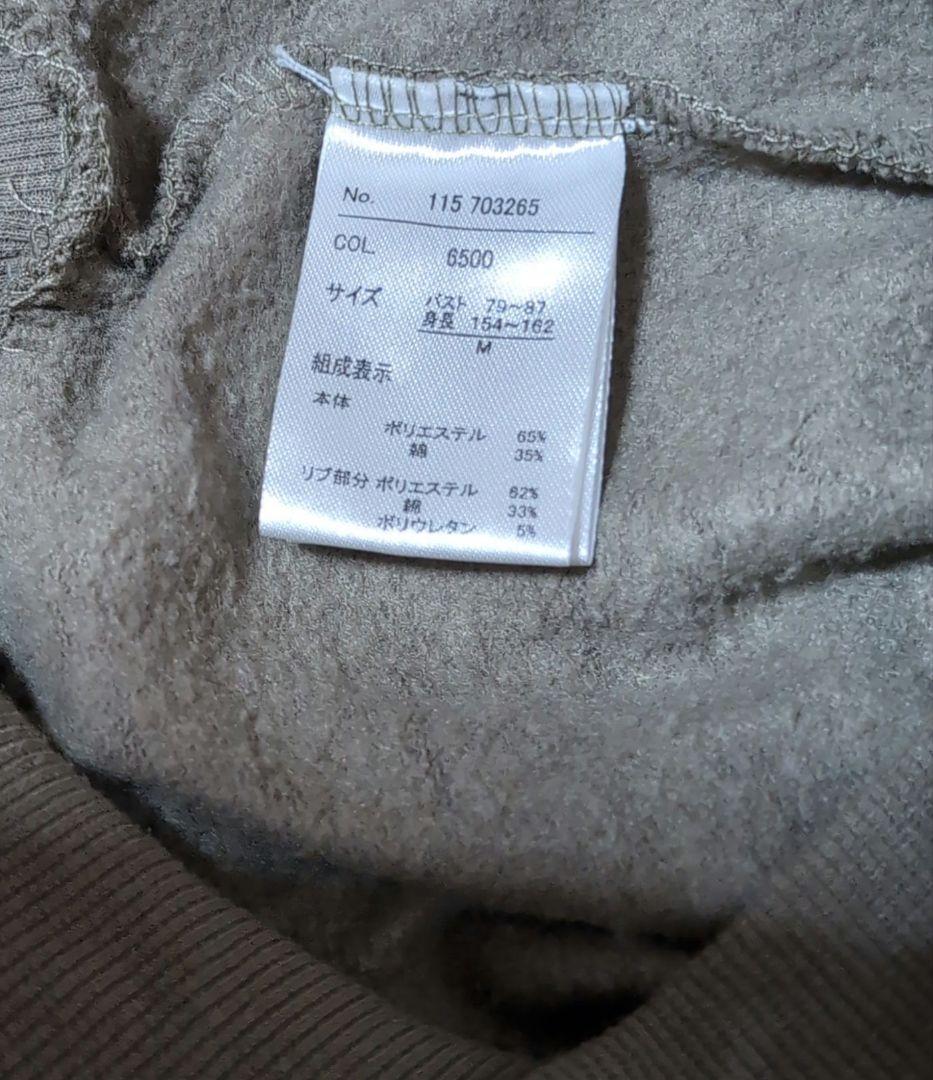 No. 115 703265
COL 6500
サイズ バスト 79~87
身長 154~162
M
組成表示
本体
ポリエステル 65%
綿 35%
リブ部分 ポリエステル 62%
綿 33%
ポリウレタン 5%